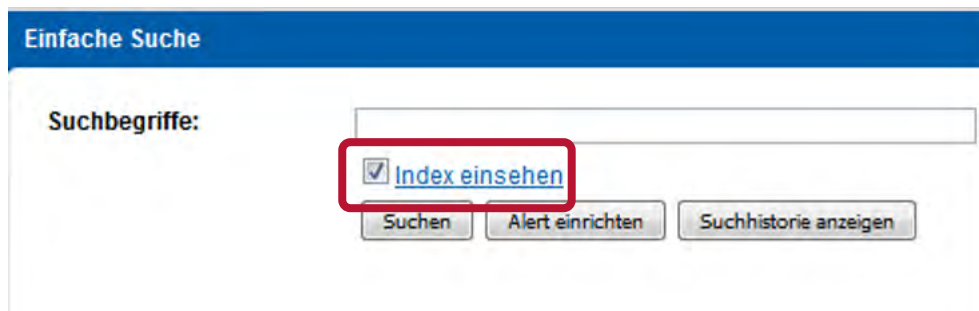 Einfache Suche
Suchbegriffe:
Index einsehen
Suchen Alert einrichten Suchhistorie anzeigen